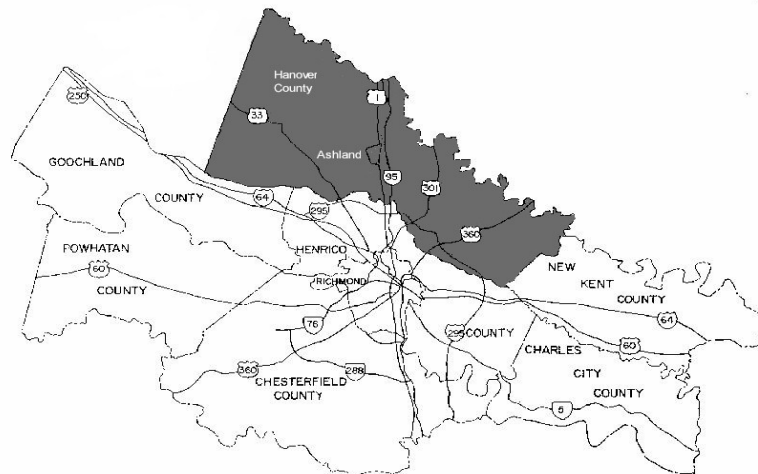 Hanover
County
1
250
33
GOOCHLAND
Ashland
95
COUNTY
301
64
295
POWHATAN
HENRICO
360
60
NEW
KENT
COUNTY
RICHMOND
COUNTY
76
64
295
COUNTY
60
CHARLES
360
288
CITY
CHESTERFIELD
COUNTY
COUNTY
5